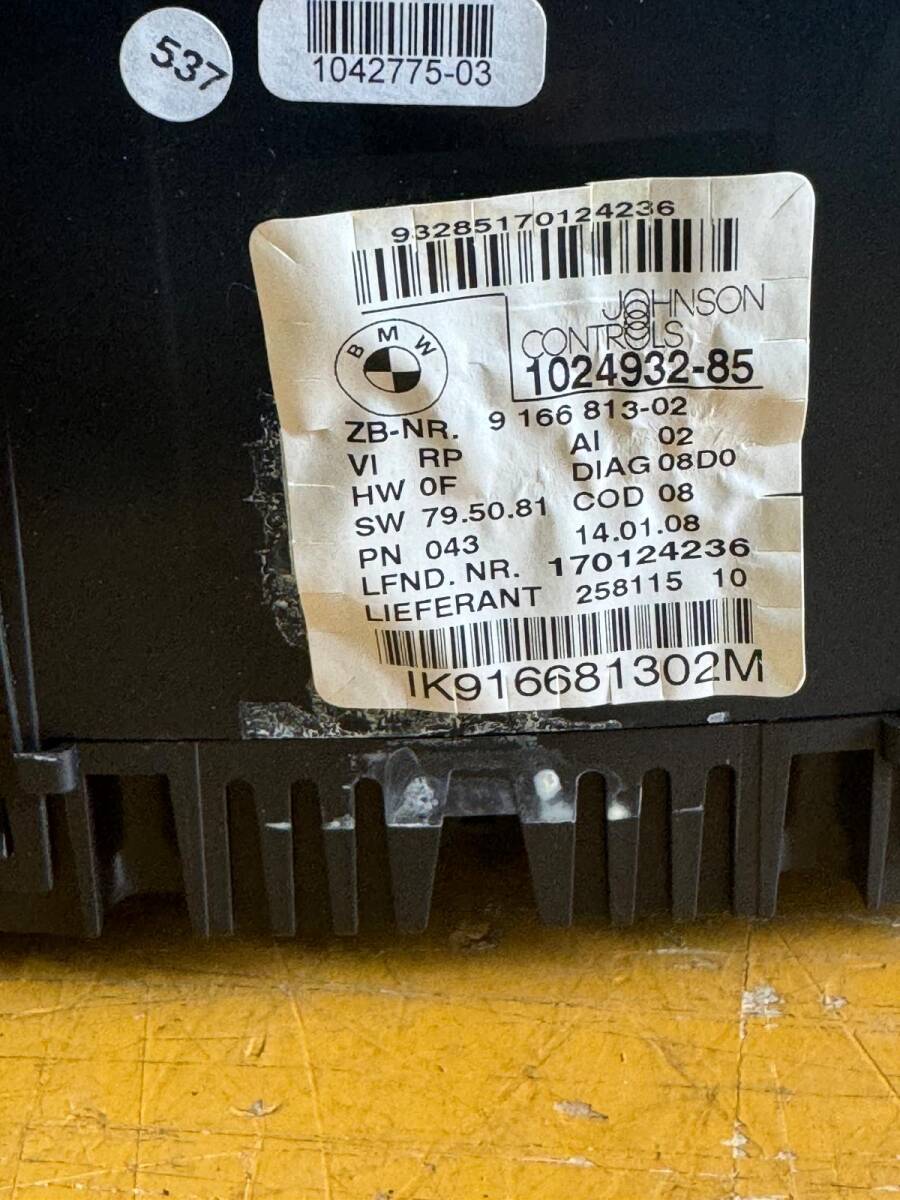 537
1042775-03
93285170124236
JOHNSON
CONTROLS
BMW
1024932-85
ZB-NR. 9 166 813-02
VI RP AI 02
HW 0F DIAG 08D0
SW 79.50.81 COD 08
PN 043 14.01.08
LFND. NR. 170124236
LIEFERANT 258115 10
IK916681302M